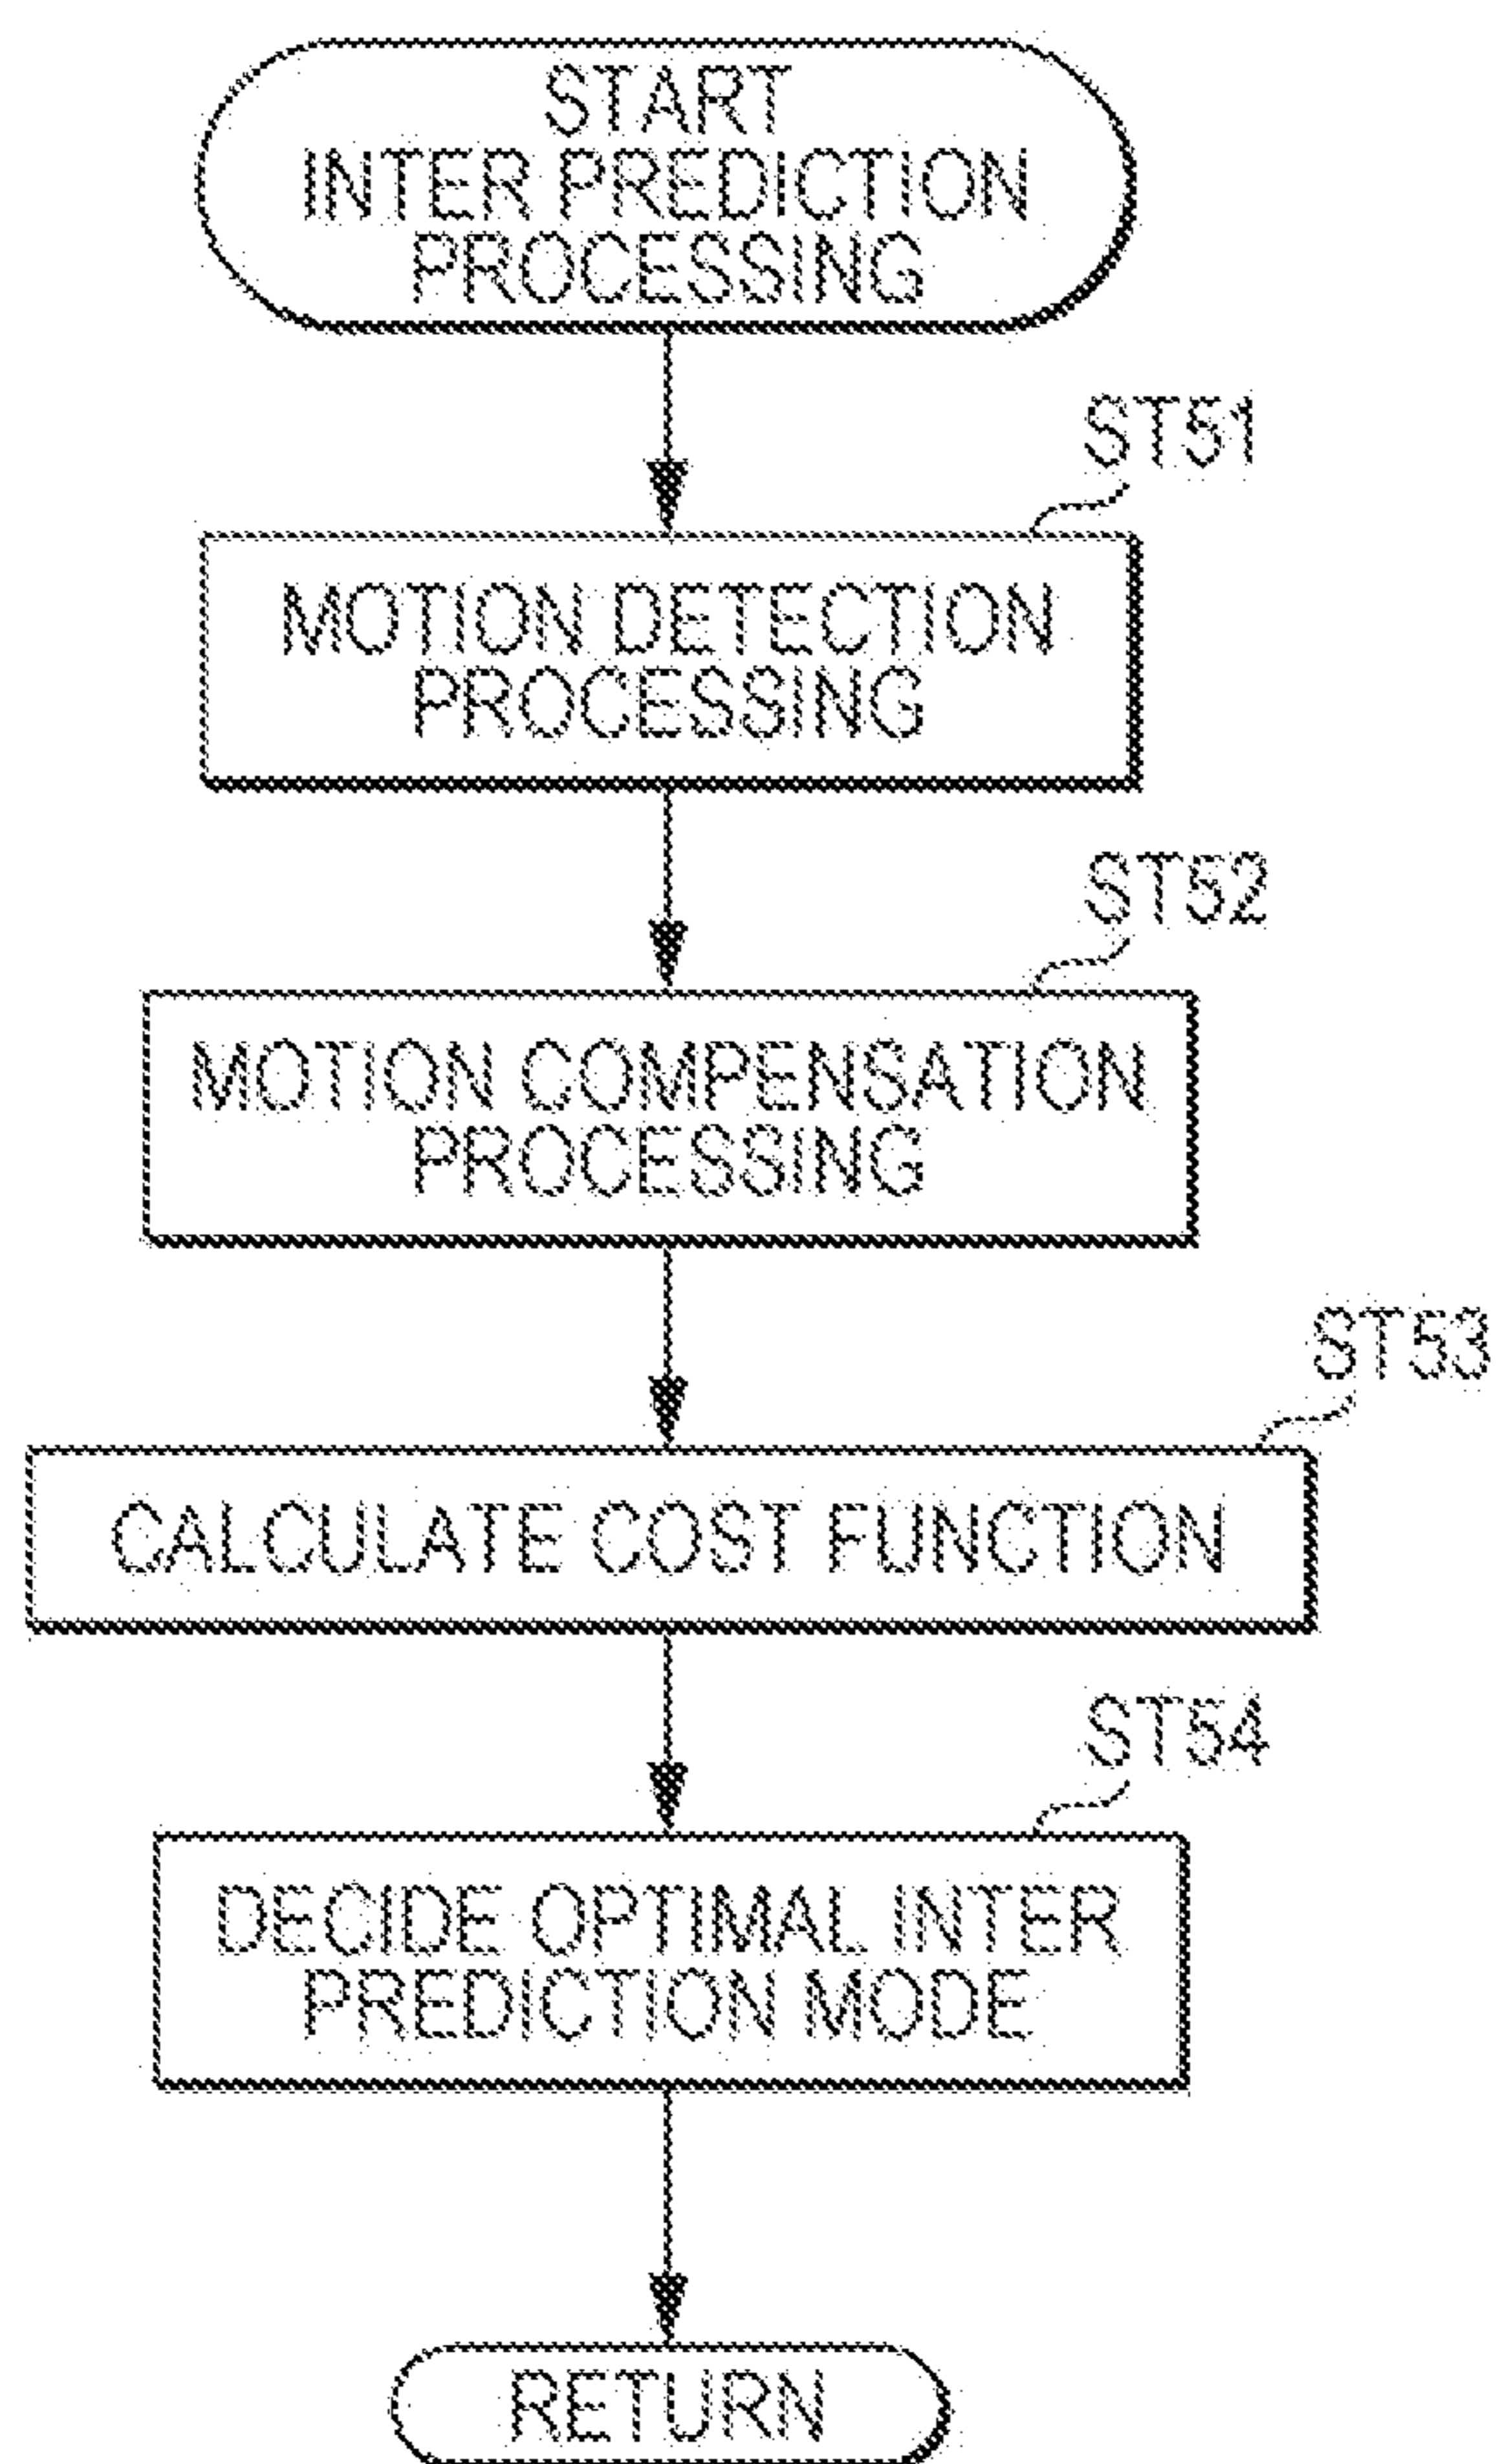 START
INTER PREDICTION
PROCESSING
ST51
MOTION DETECTION
PROCESSING
ST52
MOTION COMPENSATION
PROCESSING
ST53
CALCULATE COST FUNCTION
ST54
DECIDE OPTIMAL INTER
PREDICTION MODE
RETURN